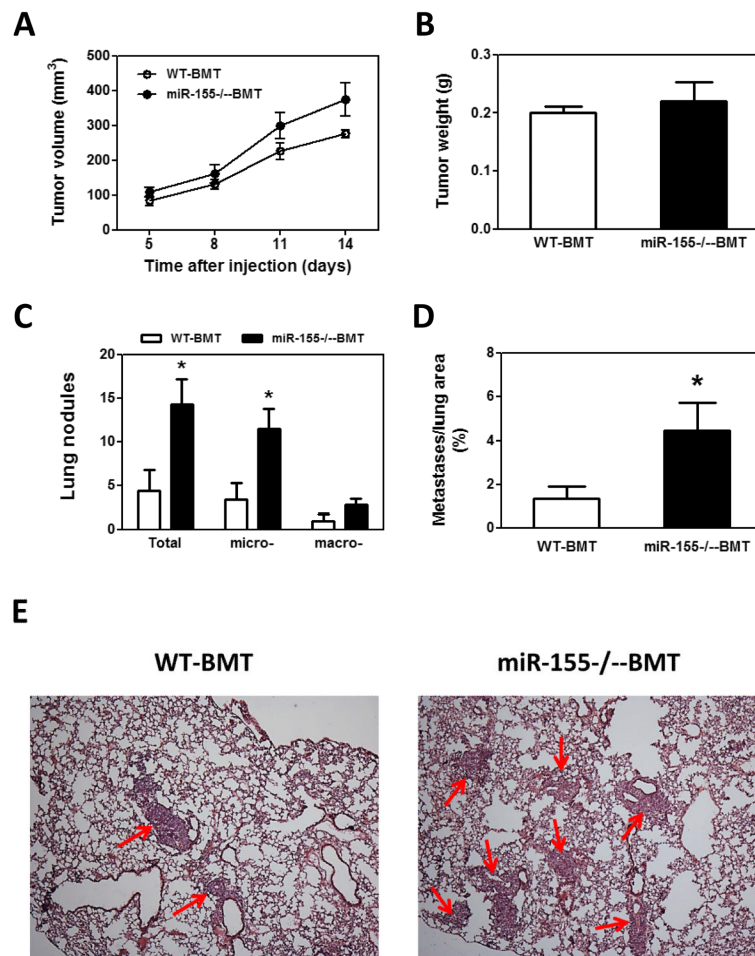 A
Tumor volume (mm³)
500
400
300
200
100
0
WT-BMT
miR-155-/--BMT
5 8 11 14
Time after injection (days)
B
Tumor weight (g)
0.3
0.2
0.1
0.0
WT-BMT miR-155-/--BMT
C
WT-BMT miR-155-/--BMT
Lung nodules
20
15
10
5
0
* *
Total micro- macro-
D
Metastases/lung area
(%)
8
6
4
2
0
*
WT-BMT miR-155-/--BMT
E
WT-BMT miR-155-/--BMT